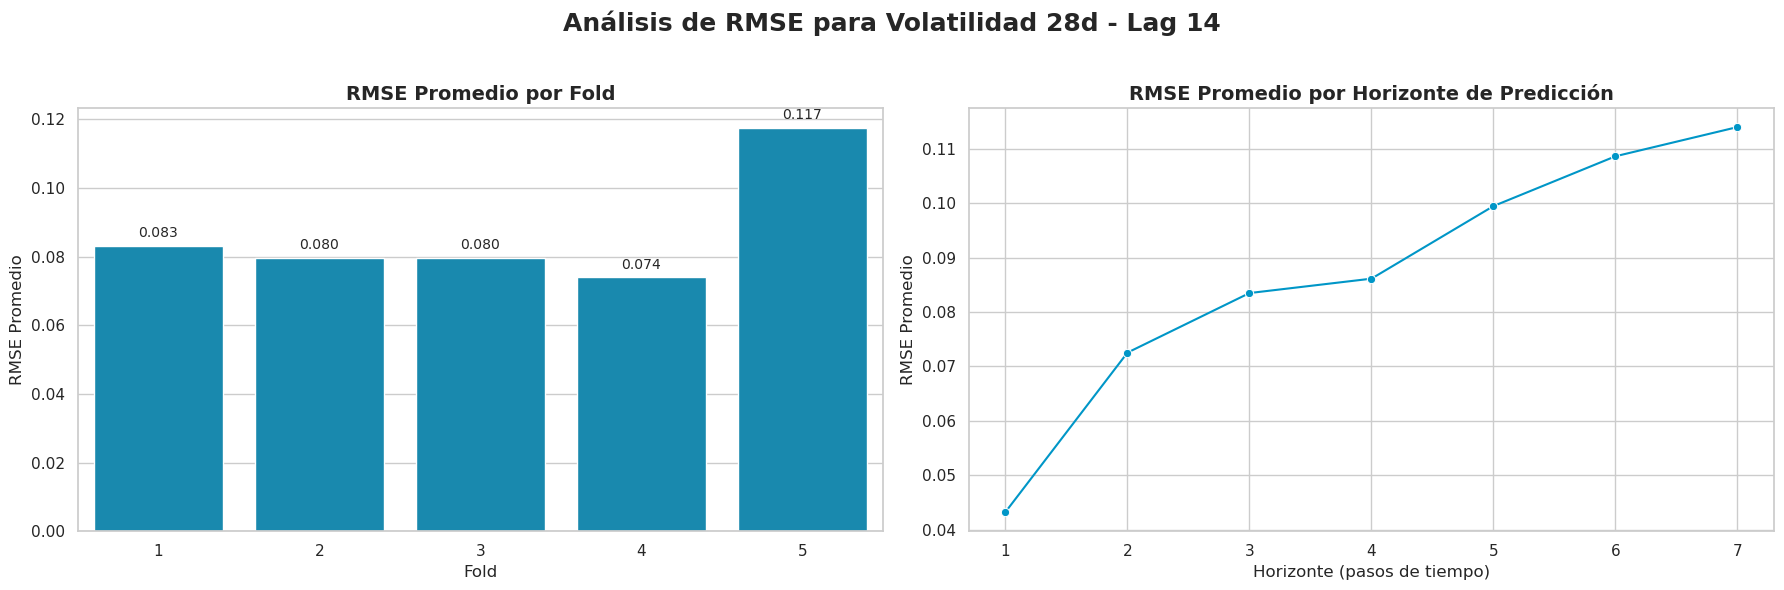 Análisis de RMSE para Volatilidad 28d - Lag 14
RMSE Promedio por Fold
RMSE Promedio
0.12
0.10
0.08
0.06
0.04
0.02
0.00
0.083
0.080
0.080
0.074
0.117
1 2 3 4 5
Fold
RMSE Promedio por Horizonte de Predicción
RMSE Promedio
0.11
0.10
0.09
0.08
0.07
0.06
0.05
0.04
1 2 3 4 5 6 7
Horizonte (pasos de tiempo)